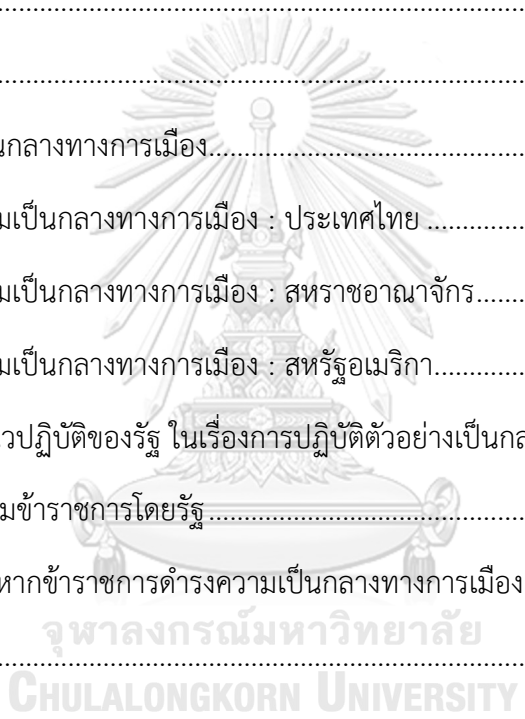 ........................................................................
........................................................................
นกลางทางการเมือง........................................................
มเป็นกลางทางการเมือง : ประเทศไทย ..................
มเป็นกลางทางการเมือง : สหราชอาณาจักร.........
มเป็นกลางทางการเมือง : สหรัฐอเมริกา................
วปฏิบัติของรัฐ ในเรื่องการปฏิบัติตัวอย่างเป็นกล
มข้าราชการโดยรัฐ........................................................
หากข้าราชการดำรงความเป็นกลางทางการเมือง
จุฬาลงกรณ์มหาวิทยาลัย
........................................................................
CHULALONGKORN UNIVERSITY